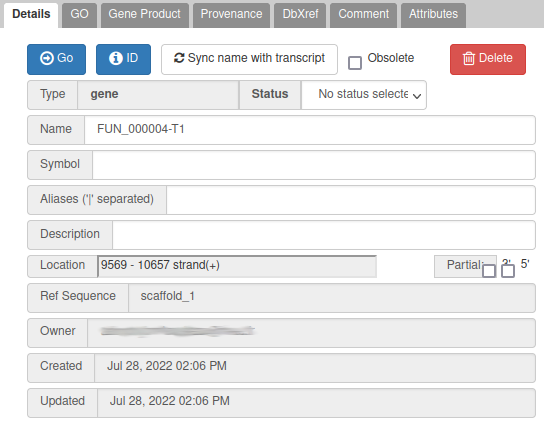 Details GO Gene Product Provenance DbXref Comment Attributes
Go ID Sync name with transcript Obsolete Delete
Type gene Status No status selecte
Name FUN_000004-T1
Symbol
Aliases ('|' separated)
Description
Location 9569 - 10657 strand(+) Partial: 3' 5'
Ref Sequence scaffold_1
Owner
Created Jul 28, 2022 02:06 PM
Updated Jul 28, 2022 02:06 PM